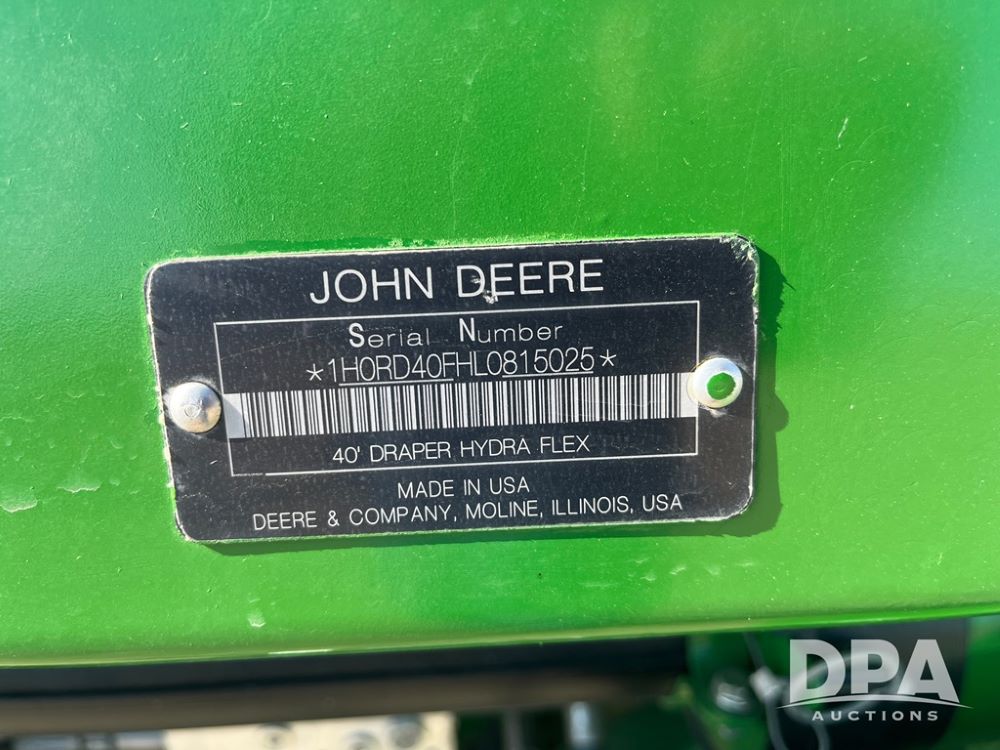 JOHN DEERE
Serial Number
*1H0RD40FHL0815025*
40' DRAPER HYDRA FLEX
MADE IN USA
DEERE & COMPANY, MOLINE, ILLINOIS, USA
DPA
AUCTIONS